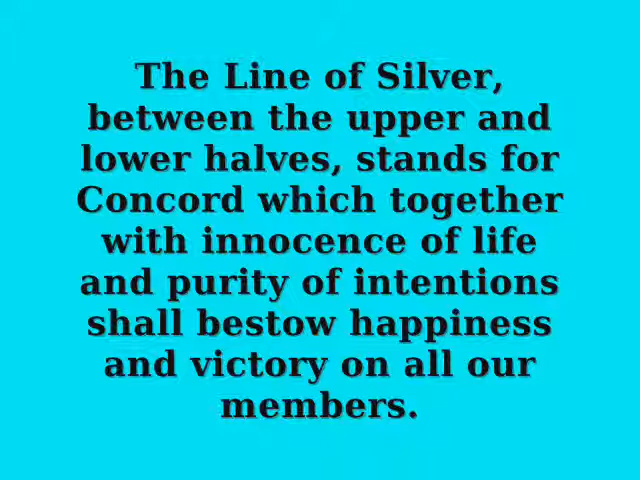 The Line of Silver,
between the upper and
lower halves, stands for
Concord which together
with innocence of life
and purity of intentions
shall bestow happiness
and victory on all our
members.